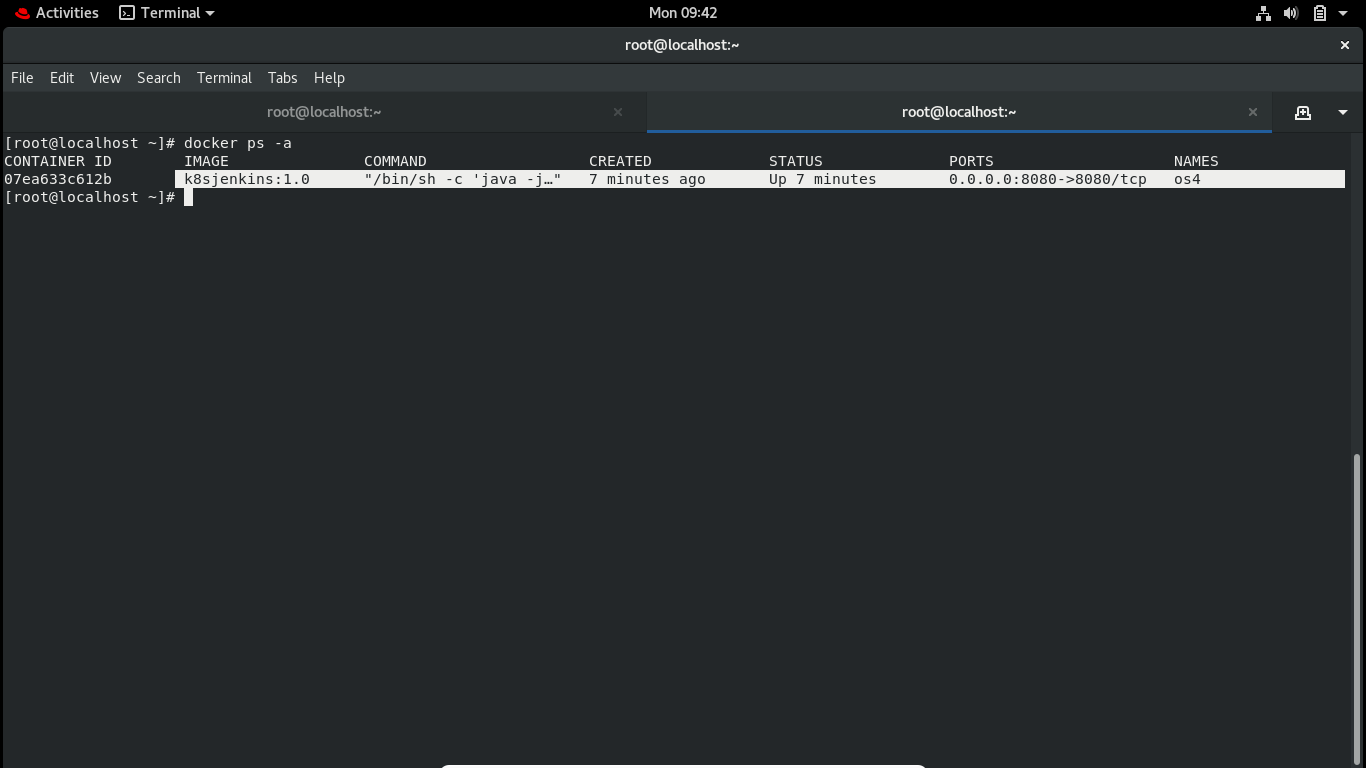 Activities Terminal Mon 09:42
root@localhost:~
File Edit View Search Terminal Tabs Help
root@localhost:~ root@localhost:~
[root@localhost ~]# docker ps -a
CONTAINER ID IMAGE COMMAND CREATED STATUS PORTS NAMES
07ea633c612b k8sjenkins:1.0 "/bin/sh -c 'java -j…" 7 minutes ago Up 7 minutes 0.0.0.0:8080->8080/tcp os4
[root@localhost ~]#